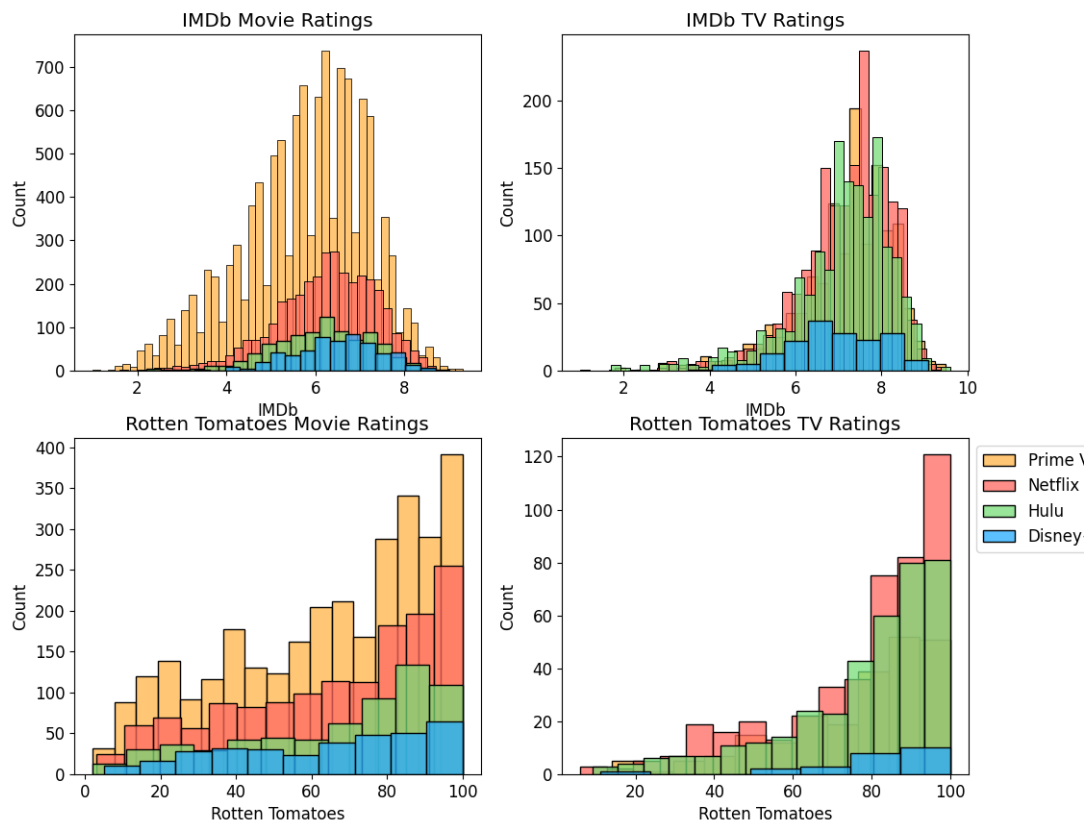 IMDb Movie Ratings
Count
700
600
500
400
300
200
100
0
2 4 6 8
IMDb
IMDb TV Ratings
Count
200
150
100
50
0
2 4 6 8 10
IMDb
Rotten Tomatoes Movie Ratings
Count
400
350
300
250
200
150
100
50
0
0 20 40 60 80 100
Rotten Tomatoes
Rotten Tomatoes TV Ratings
Count
120
100
80
60
40
20
0
20 40 60 80 100
Rotten Tomatoes
Prime V
Netflix
Hulu
Disney